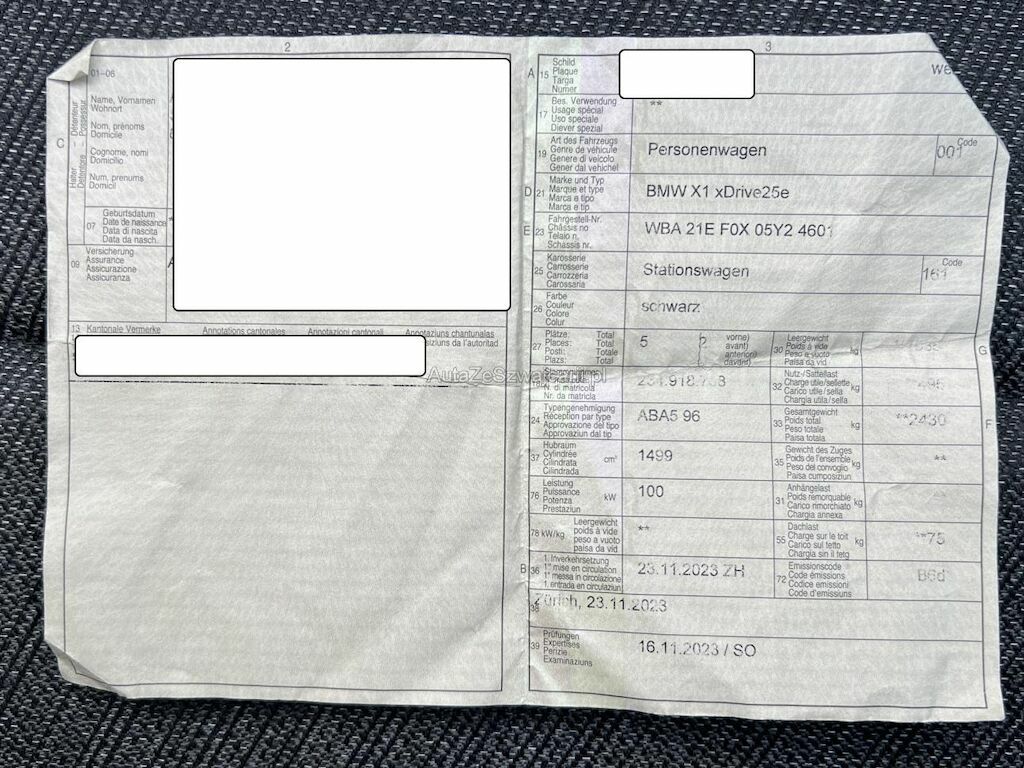 2
01–06
Name, Vornamen
Wohnort
Nom, prénoms
Domicile
Cognome, nomi
Domicilio
Num, prenums
Domicil
C
Halter – Détenteur
Detentore – Possessur
07
Geburtsdatum
Date de naissance
Data di nascita
Data da nasch.
09
Versicherung
Assurance
Assicurazione
Assicuranza
13 Kantonale Vermerke Annotations cantonales Annotazioni cantonali Annotaziuns chantunalas
3
A 15
Schild
Plaque
Targa
Numer
17
Bes. Verwendung
Usage spécial
Uso speciale
Diever spezial
**
19
Art des Fahrzeugs
Genre de véhicule
Genere di veicolo
Gener dal vehichel
Personenwagen
Code
001
D 21
Marke und Typ
Marque et type
Marca e tipo
Marca e tip
BMW X1 xDrive25e
E 23
Fahrgestell-Nr.
Châssis no
Telaio n.
Schassis nr.
WBA 21E F0X 05Y2 4601
25
Karosserie
Carrosserie
Carrozzeria
Carossaria
Stationswagen
Code
161
26
Farbe
Couleur
Colore
Colur
schwarz
27
Plätze: Total
Places: Total
Posti: Totale
Plazs: Total
5
(2
vorne)
avant)
anteriori)
davant)
30
Leergewicht
Poids à vide
Peso a vuoto
Paisa da vid
kg
G
18
Stammnummer
N. di matricola
Nr. da matricla
32
Nutz-/Sattellast
Charge utile/sellette
Carico utile/sella
Chargia utila/sella
kg
495
24
Typengenehmigung
Réception par type
Approvazione del tipo
Approvaziun dal tip
ABA5 96
33
Gesamtgewicht
Poids total
Peso totale
Paisa totala
kg
**2430
F
37
Hubraum
Cylindrée
Cilindrata
Cilindrada
cm³
1499
35
Gewicht des Zuges
Poids de l'ensemble
Peso del convoglio
Paisa cumposiziun
kg
**
76
Leistung
Puissance
Potenza
Prestaziun
kW
100
31
Anhängelast
Poids remorquable
Carico rimorchiato
Chargia annexa
kg
78 kW/kg
Leergewicht
poids à vide
peso a vuoto
paisa da vid
**
55
Dachlast
Charge sur le toit
Carico sul tetto
Chargia sin il tetg
kg
**75
B 36
1. Inverkehrsetzung
1re mise en circulation
1a messa in circolazione
1. entrada en circulaziun
23.11.2023 ZH
72
Emissionscode
Code émissions
Codice emissioni
Code d'emissiuns
B6d
38
Zürich, 23.11.2023
39
Prüfungen
Expertises
Perizie
Examinaziuns
16.11.2023 / SO